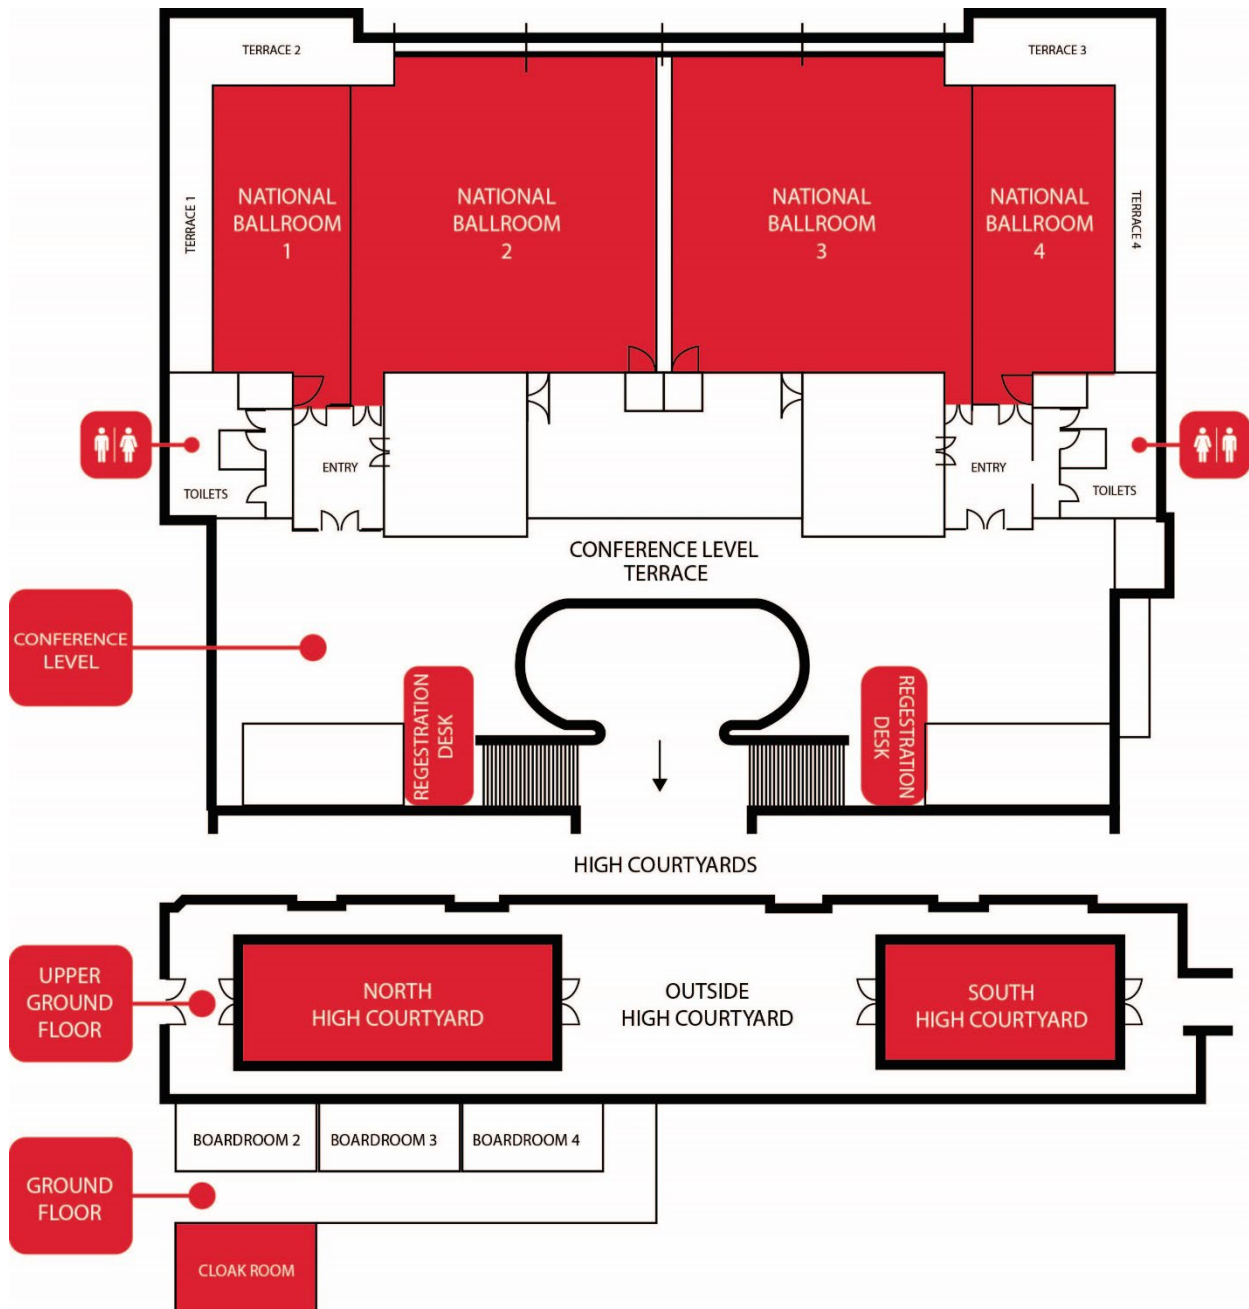 TERRACE 2
TERRACE 3
TERRACE 1
NATIONAL
BALLROOM
1
NATIONAL
BALLROOM
2
NATIONAL
BALLROOM
3
NATIONAL
BALLROOM
4
TERRACE 4
TOILETS
ENTRY
ENTRY
TOILETS
CONFERENCE LEVEL
TERRACE
CONFERENCE
LEVEL
REGESTRATION
DESK
REGESTRATION
DESK
HIGH COURTYARDS
UPPER
GROUND
FLOOR
NORTH
HIGH COURTYARD
OUTSIDE
HIGH COURTYARD
SOUTH
HIGH COURTYARD
BOARDROOM 2
BOARDROOM 3
BOARDROOM 4
GROUND
FLOOR
CLOAK ROOM